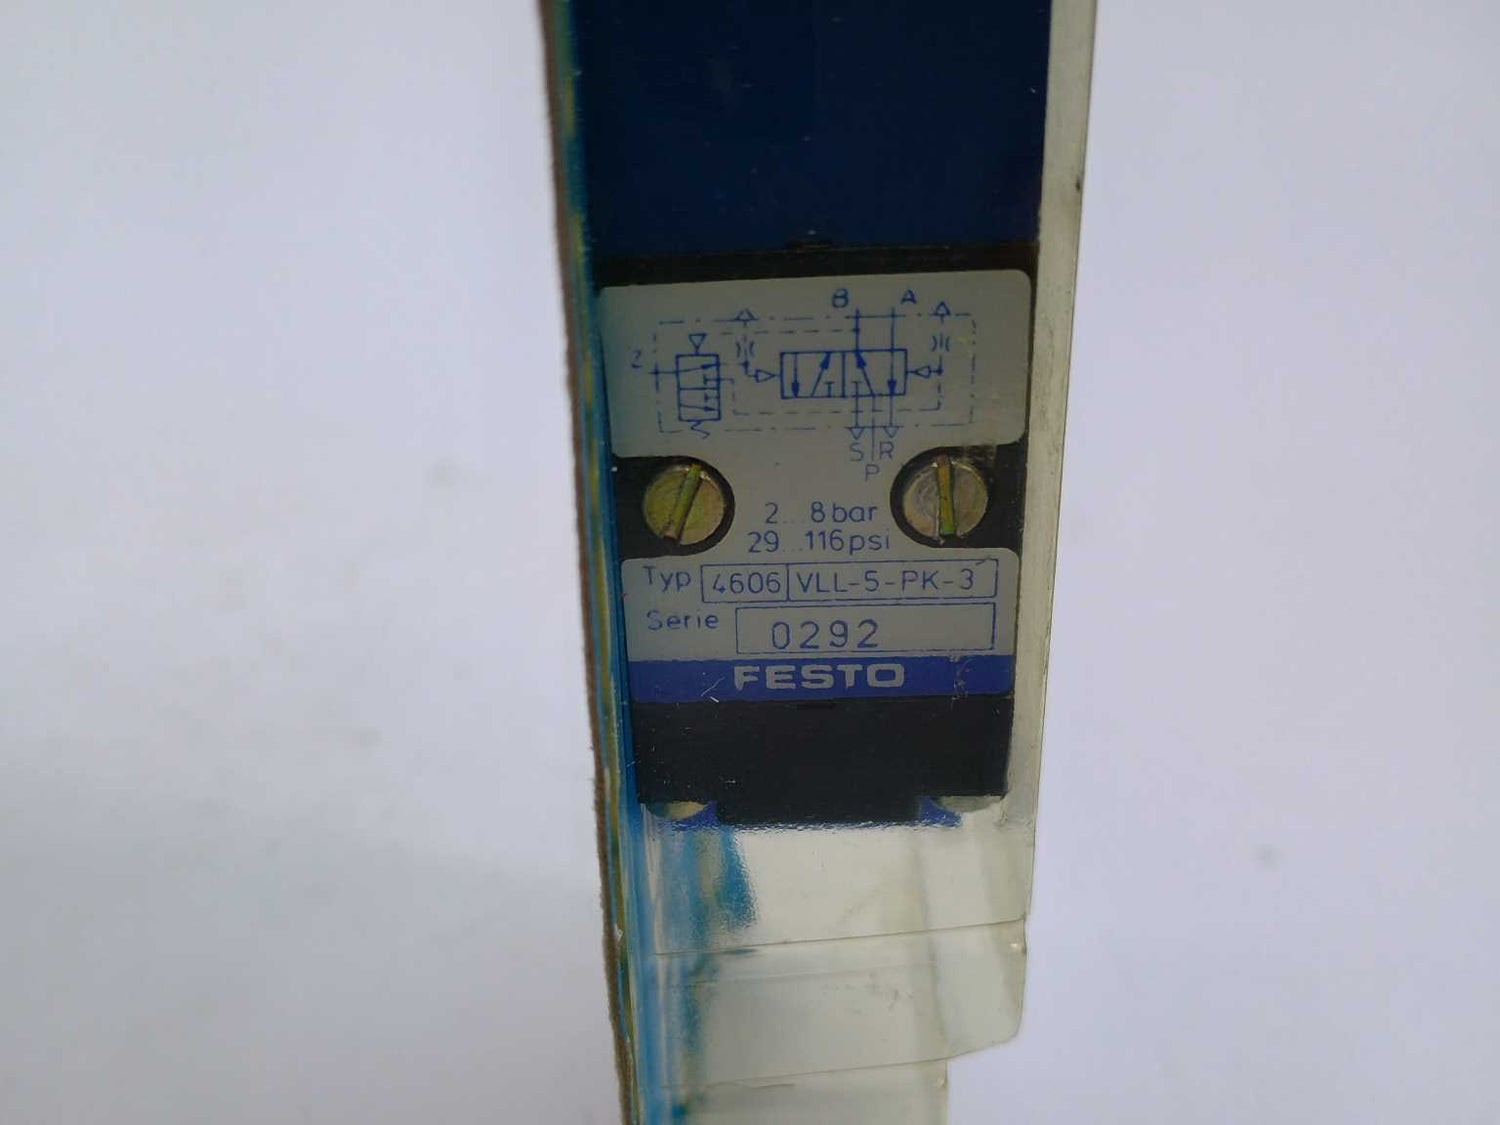 B A
Z
S R
P
2...8 bar
29...116 psi
Typ 4606 VLL-5-PK-3
Serie 0292
FESTO